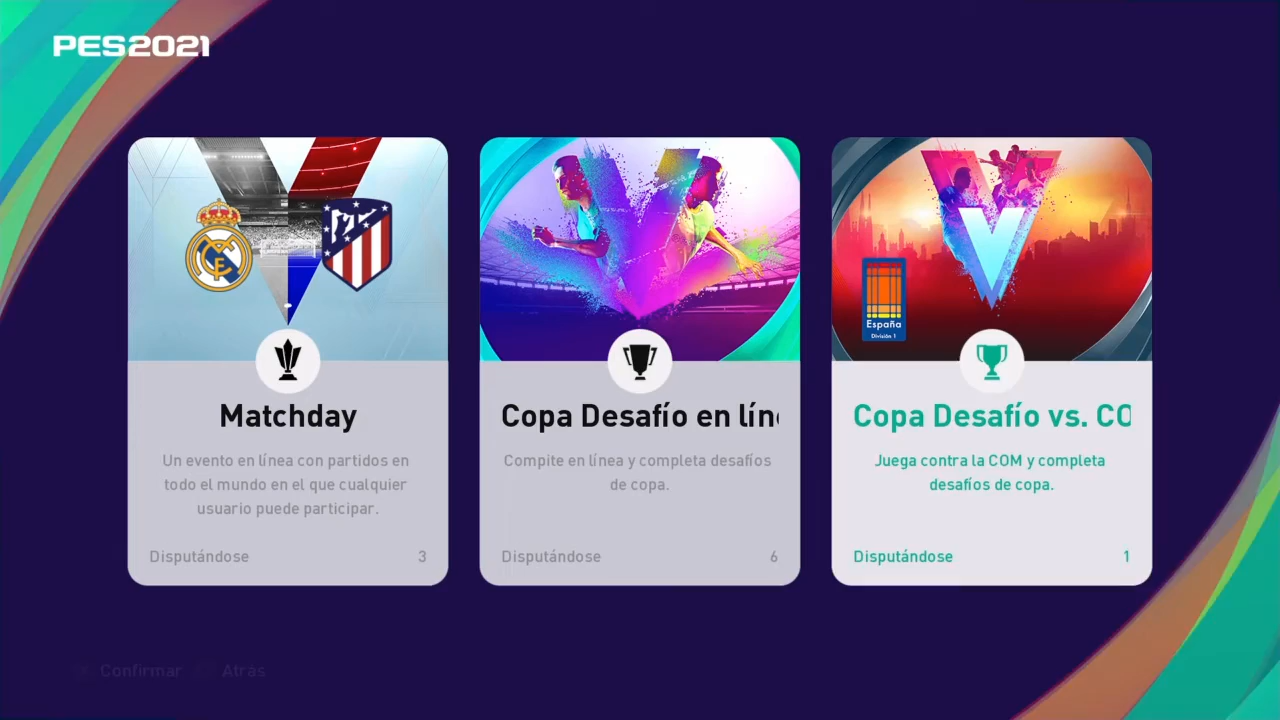 PES2021
España
División 1
Matchday
Un evento en línea con partidos en
todo el mundo en el que cualquier
usuario puede participar.
Disputándose 3
Copa Desafío en lín
Compite en línea y completa desafíos
de copa.
Disputándose 6
Copa Desafío vs. CO
Juega contra la COM y completa
desafíos de copa.
Disputándose 1
Confirmar Atrás